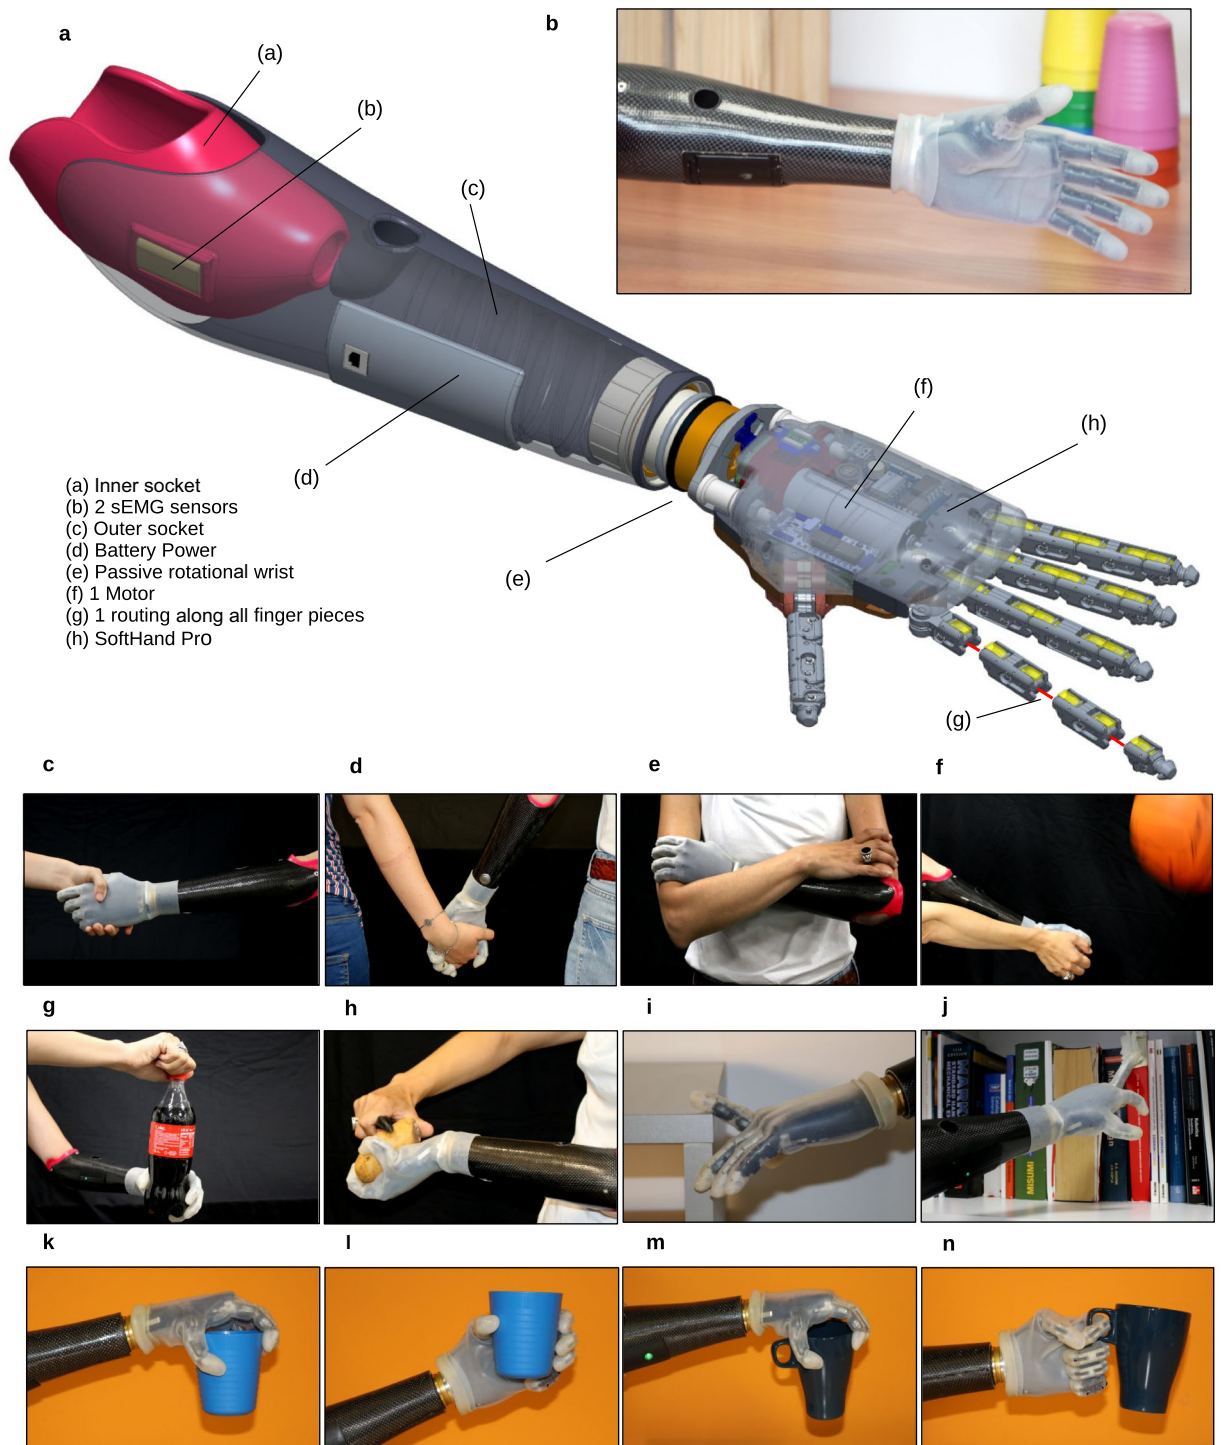 a
b
(a)
(b)
(c)
(f)
(h)
(d)
(a) Inner socket
(b) 2 sEMG sensors
(c) Outer socket
(d) Battery Power
(e) Passive rotational wrist
(f) 1 Motor
(g) 1 routing along all finger pieces
(h) SoftHand Pro
(e)
(g)
c
d
e
f
g
h
i
j
MISUMI
k
l
m
n